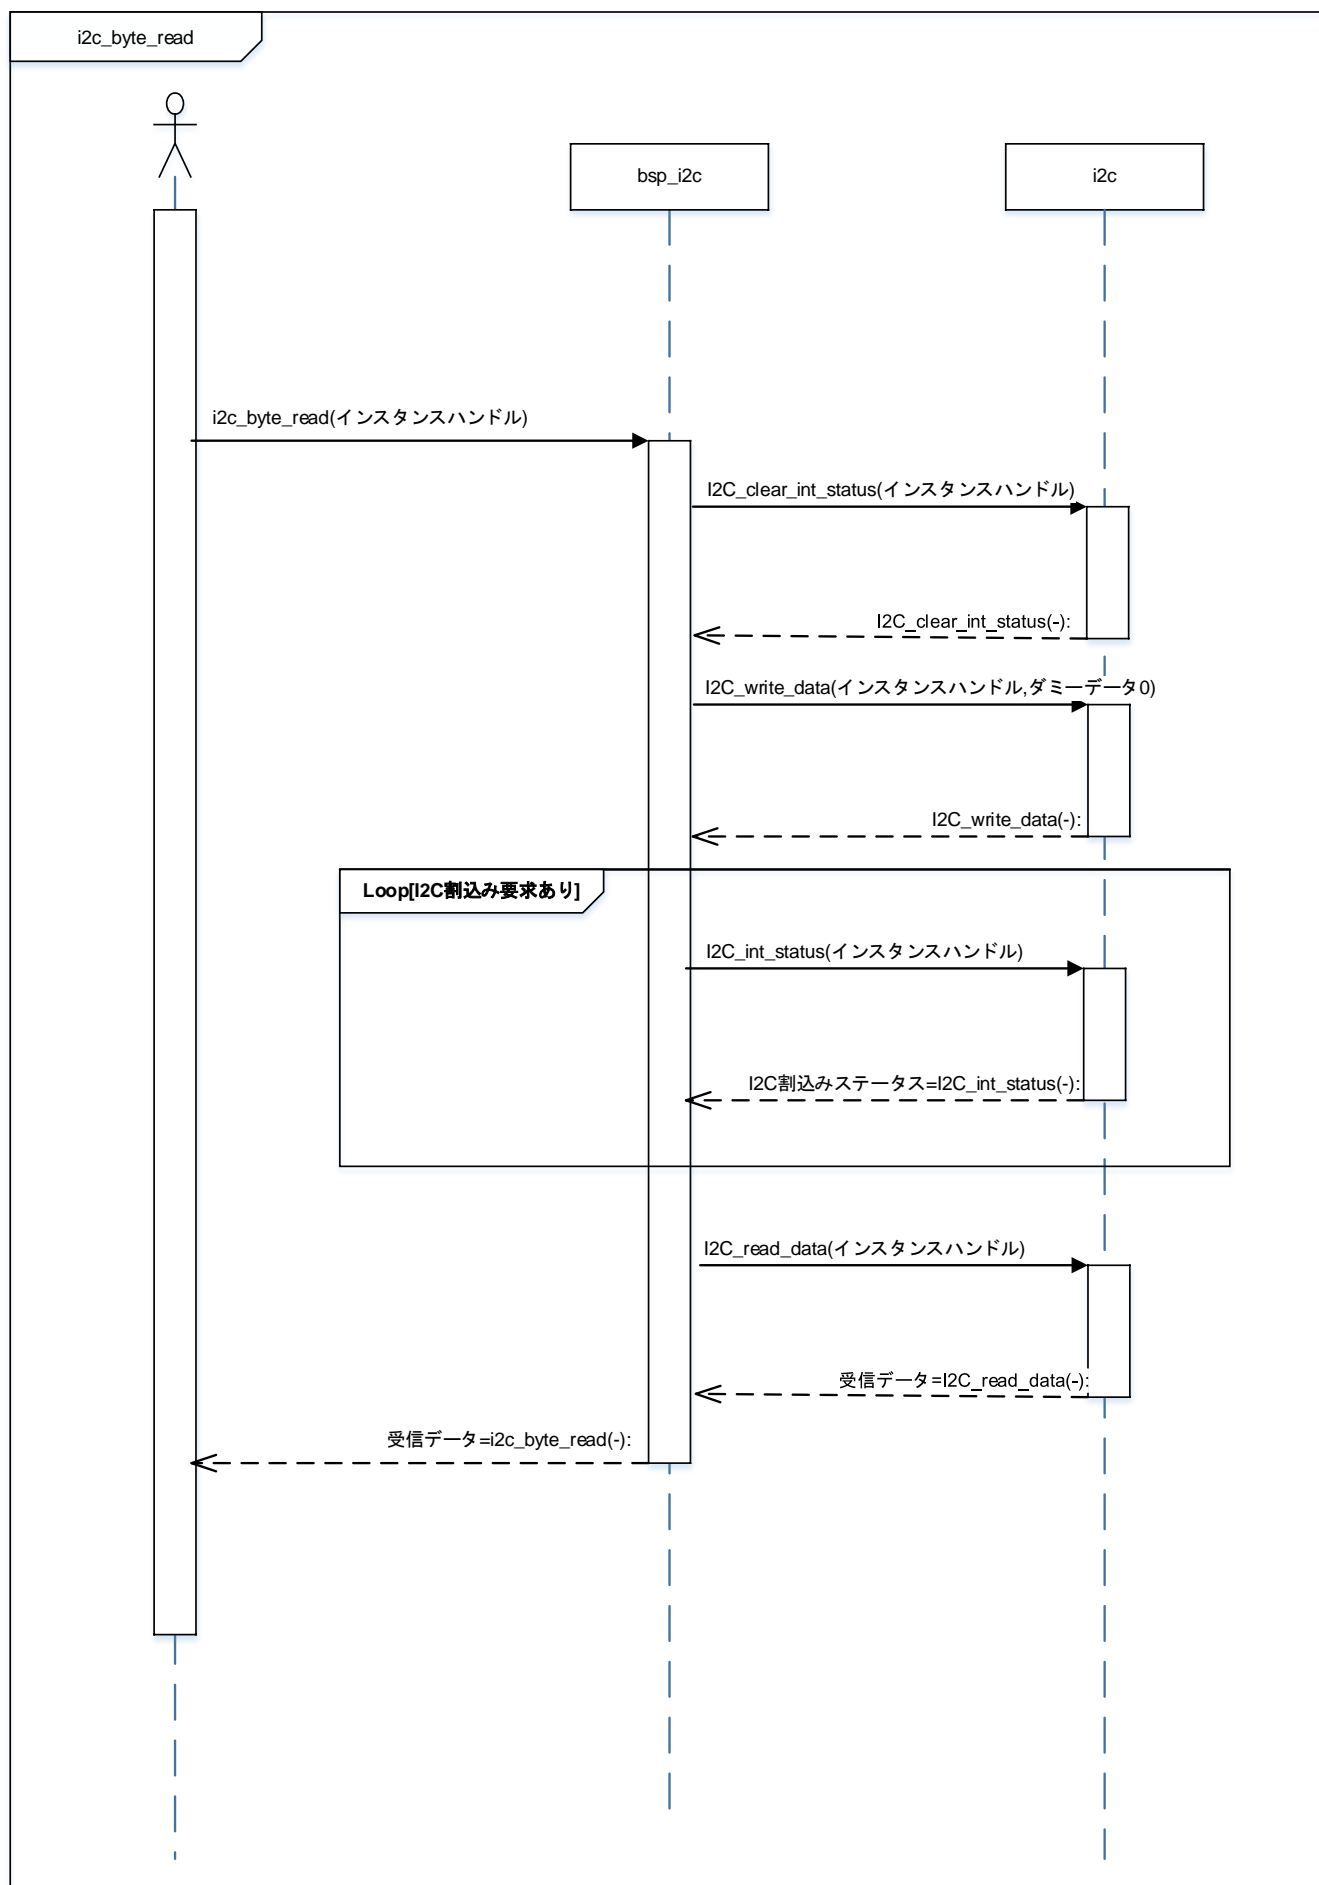 i2c_byte_read
bsp_i2c
i2c
i2c_byte_read(インスタンスハンドル)
I2C_clear_int_status(インスタンスハンドル)
I2C_clear_int_status(-):
I2C_write_data(インスタンスハンドル,ダミーデータ0)
I2C_write_data(-):
Loop[I2C割込み要求あり]
I2C_int_status(インスタンスハンドル)
I2C割込みステータス=I2C_int_status(-):
I2C_read_data(インスタンスハンドル)
受信データ=I2C_read_data(-):
受信データ=i2c_byte_read(-):